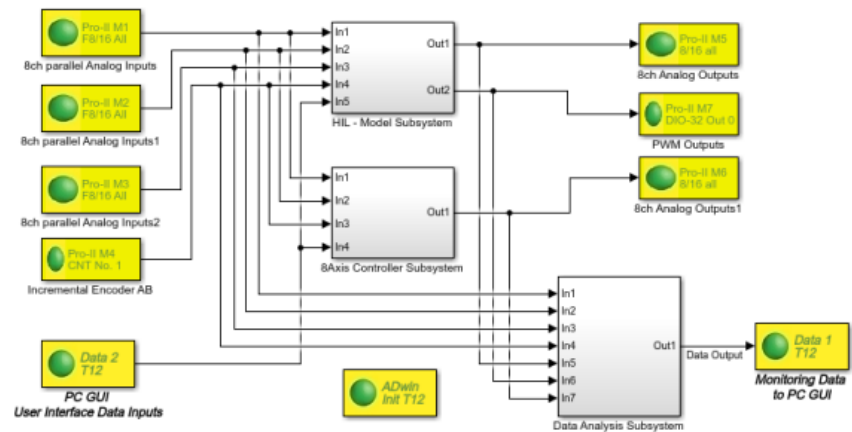 Pro-II M1
F8/16 All
8ch parallel Analog Inputs
Pro-II M2
F8/16 All
8ch parallel Analog Inputs1
Pro-II M3
F8/16 All
8ch parallel Analog Inputs2
Pro-II M4
CNT No. 1
Incremental Encoder AB
Data 2
T12
PC GUI
User Interface Data Inputs
In1
In2
In3
In4
In5
Out1
Out2
HIL - Model Subsystem
In1
In2
In3
In4
Out1
8Axis Controller Subsystem
ADwin
Init T12
In1
In2
In3
In4
In5
In6
In7
Out1
Data Analysis Subsystem
Pro-II M5
8/16 all
8ch Analog Outputs
Pro-II M7
DIO-32 Out 0
PWM Outputs
Pro-II M6
8/16 all
8ch Analog Outputs1
Data Output
Data 1
T12
Monitoring Data
to PC GUI